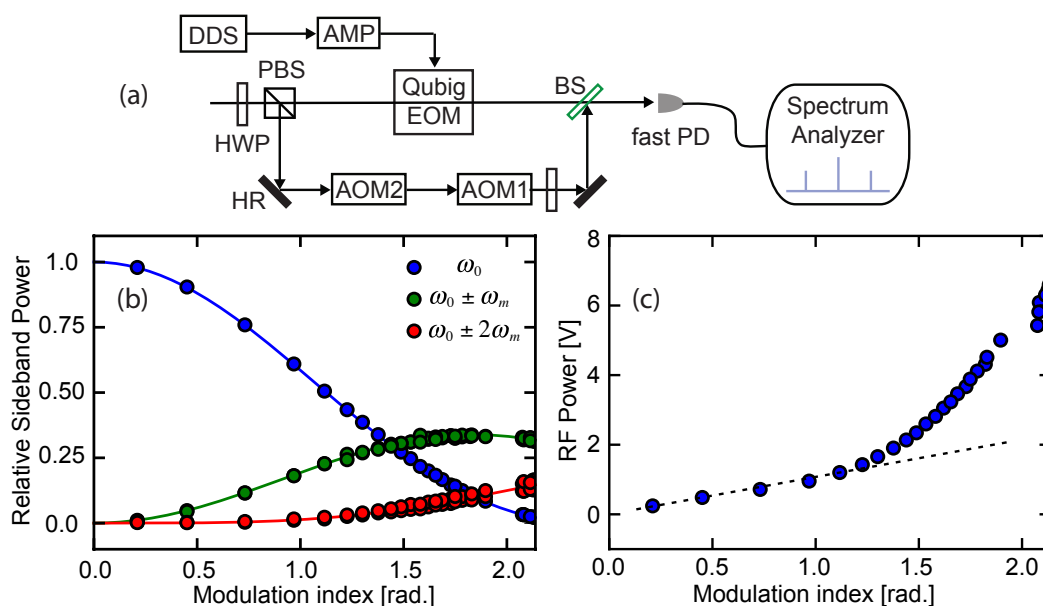 DDS AMP
(a) PBS Qubig EOM BS Spectrum Analyzer
HWP fast PD
HR AOM2 AOM1
(b) ω₀
ω₀ ± ωₘ
ω₀ ± 2ωₘ
Relative Sideband Power
1.0
0.75
0.50
0.25
0.0
0.0 0.5 1.0 1.5 2.0
Modulation index [rad.]
(c)
RF Power [V]
8
6
4
2
0
0.0 0.5 1.0 1.5 2.0
Modulation index [rad.]